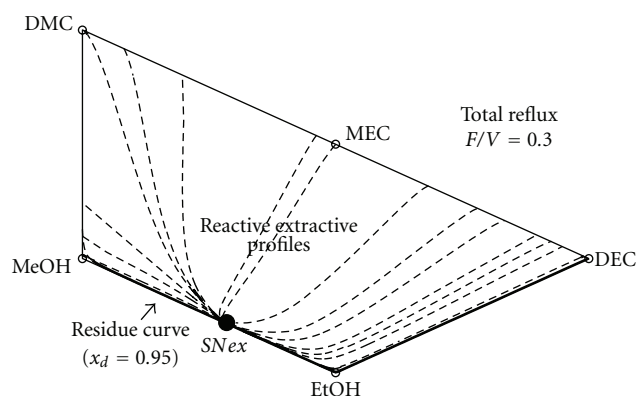 DMC
Total reflux
F/V = 0.3
MEC
Reactive extractive
profiles
MeOH
DEC
Residue curve
(x_d = 0.95)
SNex
EtOH